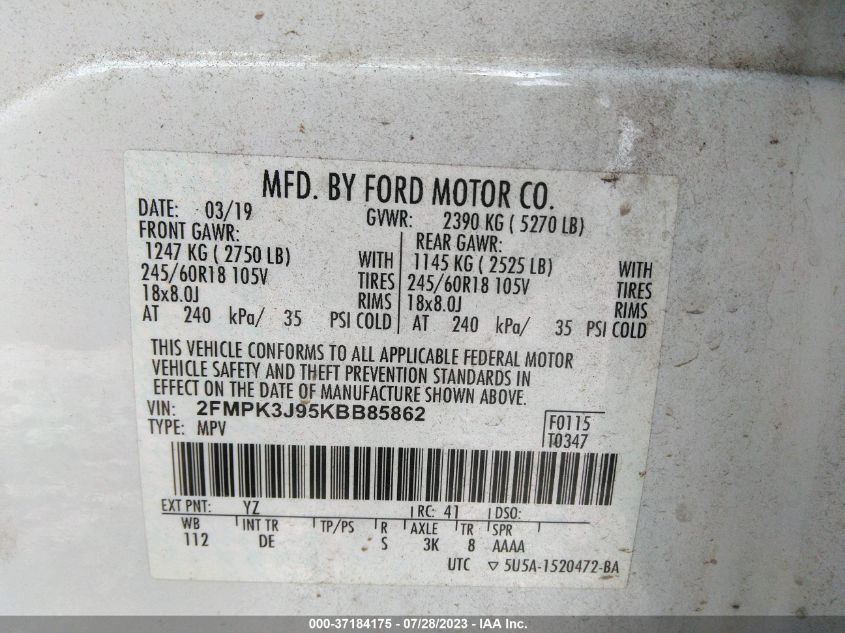 MFD. BY FORD MOTOR CO.
DATE: 03/19 GVWR: 2390 KG ( 5270 LB)
FRONT GAWR: REAR GAWR:
1247 KG ( 2750 LB) WITH 1145 KG ( 2525 LB) WITH
245/60R18 105V TIRES 245/60R18 105V TIRES
18x8.0J RIMS 18x8.0J RIMS
AT 240 kPa/ 35 PSI COLD AT 240 kPa/ 35 PSI COLD
THIS VEHICLE CONFORMS TO ALL APPLICABLE FEDERAL MOTOR
VEHICLE SAFETY AND THEFT PREVENTION STANDARDS IN
EFFECT ON THE DATE OF MANUFACTURE SHOWN ABOVE.
VIN: 2FMPK3J95KBB85862 F0115
TYPE: MPV T0347
EXT PNT: YZ RC: 41 DSO:
WB INT TR TP/PS R AXLE TR SPR
112 DE S 3K 8 AAAA
UTC ▽ 5U5A-1520472-BA
000-37184175 - 07/28/2023 - IAA Inc.